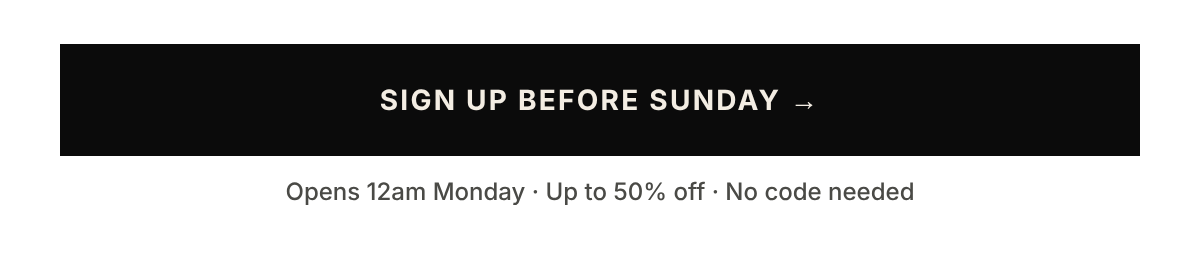 SIGN UP BEFORE SUNDAY →
Opens 12am Monday · Up to 50% off · No code needed